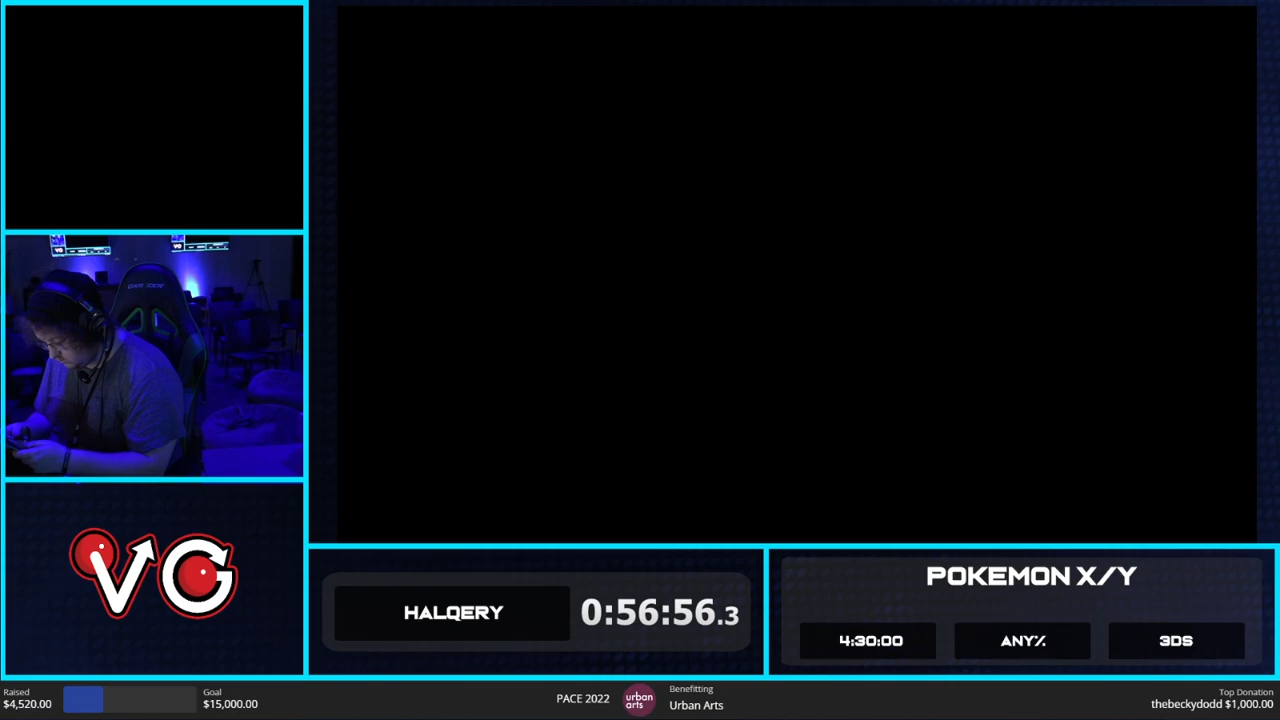 VG
HALQERY
0:56:56.3
POKEMON X/Y
4:30:00
ANY%
3DS
Raised
$4,520.00
Goal
$15,000.00
PACE 2022
urban
arts
Benefitting
Urban Arts
Top Donation
thebeckydodd $1,000.00